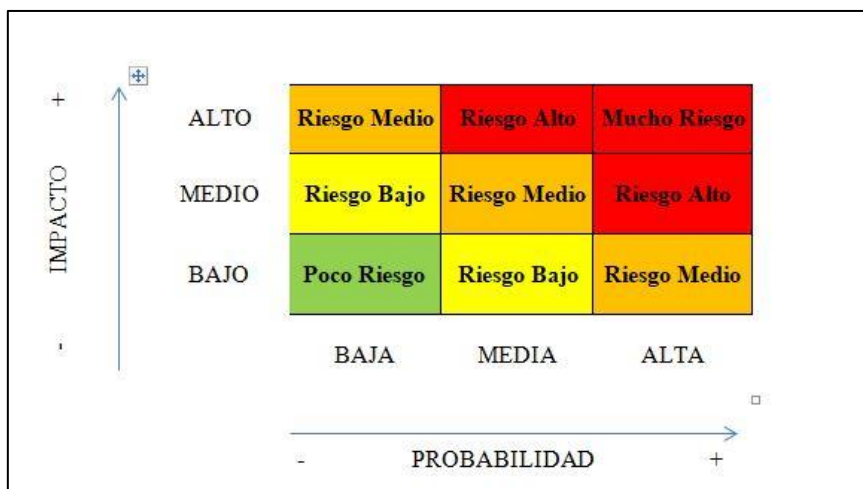 +
IMPACTO
-
ALTO Riesgo Medio Riesgo Alto Mucho Riesgo
MEDIO Riesgo Bajo Riesgo Medio Riesgo Alto
BAJO Poco Riesgo Riesgo Bajo Riesgo Medio
BAJA MEDIA ALTA
- PROBABILIDAD +